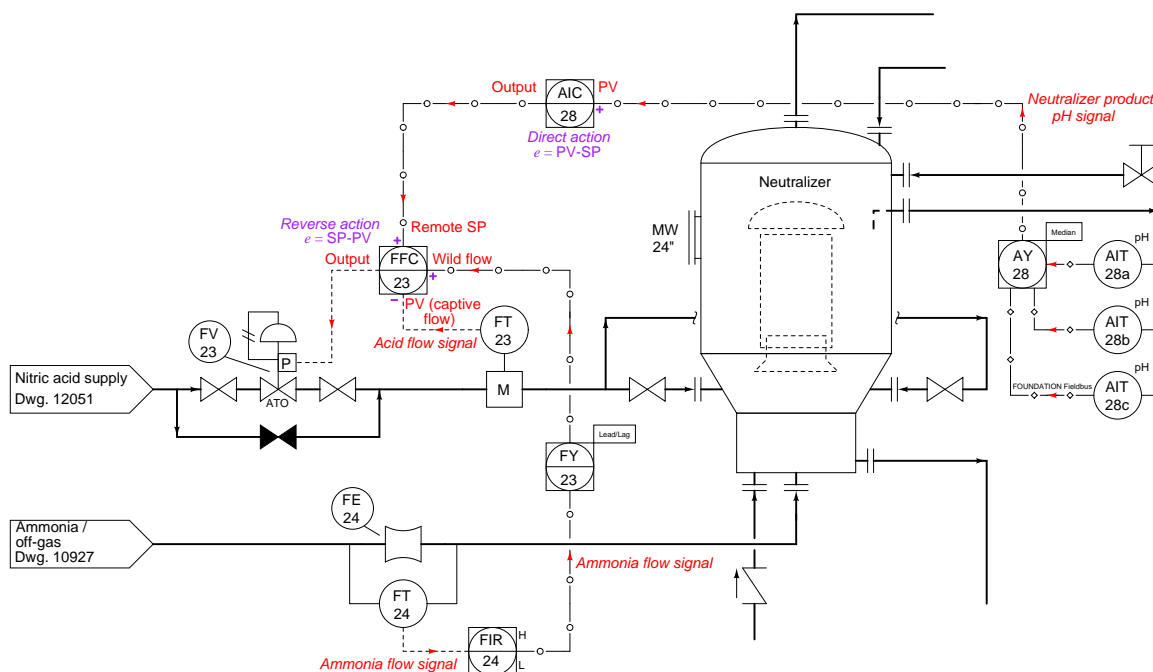 Output
PV
AIC
28
+
Direct action
e = PV-SP
Neutralizer product
pH signal
Neutralizer
MW
24"
Reverse action
e = SP-PV
Remote SP
+
Output
FFC
23
Wild flow
+
–
PV (captive
flow)
Acid flow signal
FT
23
Median
AY
28
pH
AIT
28a
pH
AIT
28b
pH
AIT
28c
FOUNDATION Fieldbus
FV
23
P
ATO
Nitric acid supply
Dwg. 12051
M
Lead/Lag
FY
23
FE
24
Ammonia /
off-gas
Dwg. 10927
Ammonia flow signal
FT
24
FIR
24
H
L
Ammonia flow signal